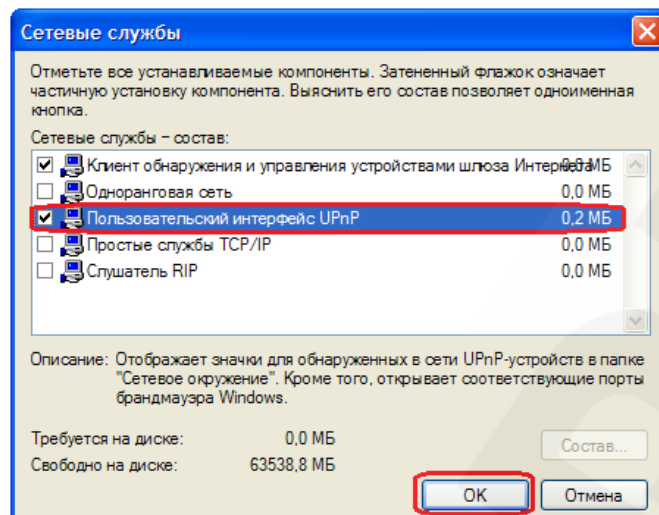 Сетевые службы
Отметьте все устанавливаемые компоненты. Затененный флажок означает
частичную установку компонента. Выяснить его состав позволяет одноименная
кнопка.
Сетевые службы – состав:
Клиент обнаружения и управления устройствами шлюза Интернета
Одноранговая сеть 0,0 МБ
Пользовательский интерфейс UPnP 0,2 МБ
Простые службы TCP/IP 0,0 МБ
Слушатель RIP 0,0 МБ
Описание: Отображает значки для обнаруженных в сети UPnP-устройств в папке
"Сетевое окружение". Кроме того, открывает соответствующие порты
брандмауэра Windows.
Требуется на диске: 0,0 МБ
Состав...
Свободно на диске: 63538,8 МБ
OK Отмена